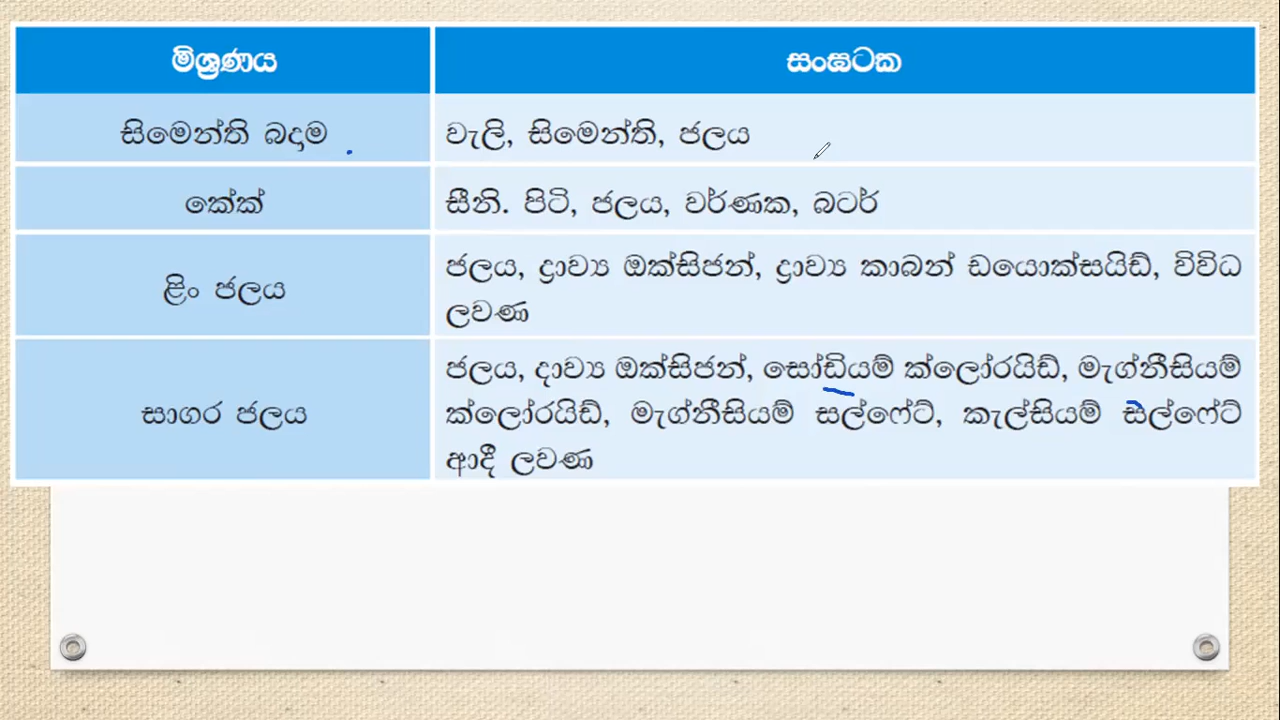 මිශ්‍රණය සංඝටක
සිමෙන්ති බදාම වැලි, සිමෙන්ති, ජලය
කේක් සීනි. පිටි, ජලය, වර්ණක, බටර්
ළිං ජලය ජලය, ද්‍රාව්‍ය ඔක්සිජන්, ද්‍රාව්‍ය කාබන් ඩයොක්සයිඩ්, විවිධ
ලවණ
සාගර ජලය ජලය, ද‍ාව්‍ය ඔක්සිජන්, සෝඩියම් ක්ලෝරයිඩ්, මැග්නීසියම්
ක්ලෝරයිඩ්, මැග්නීසියම් සල්ෆේට්, කැල්සියම් සල්ෆේට්
ආදී ලවණ